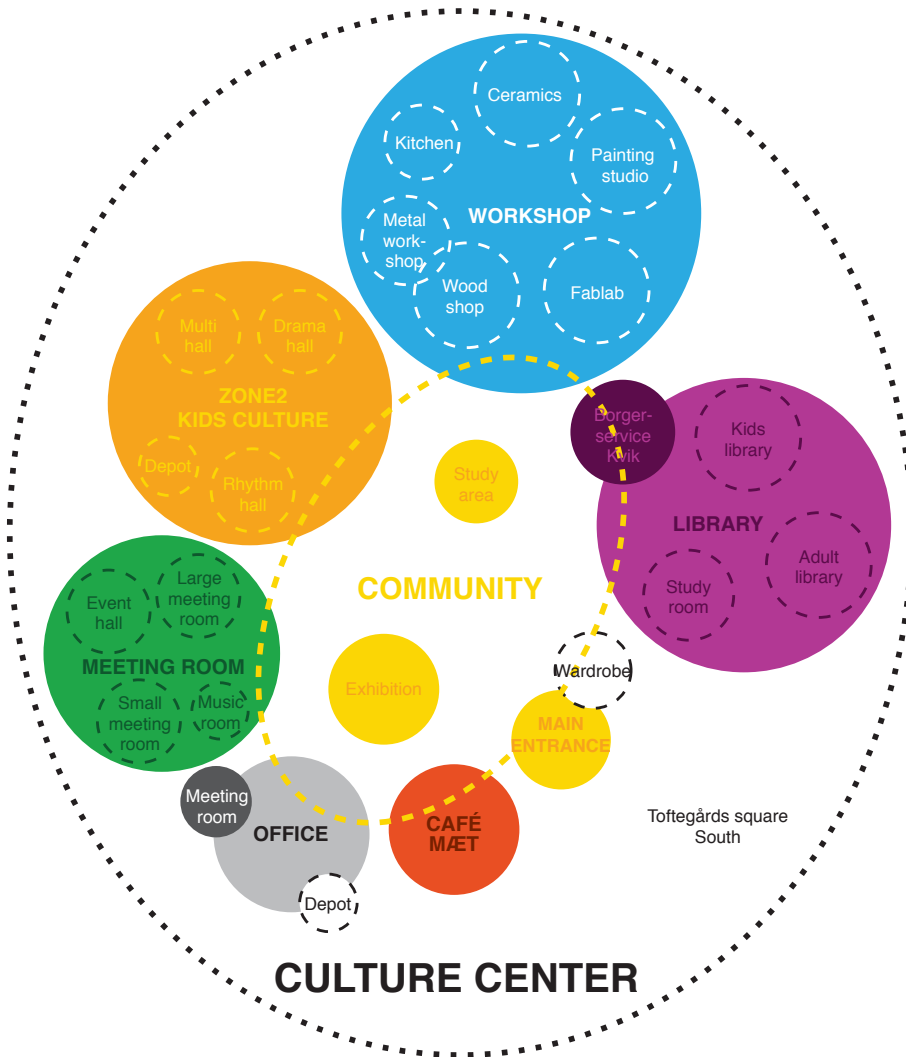 Ceramics
Kitchen
Painting
studio
WORKSHOP
Metal
work-
shop
Wood
shop
Fablab
Multi
hall
Drama
hall
ZONE2
KIDS CULTURE
Depot
Rhythm
hall
Borger-
service
Kvik
Kids
library
LIBRARY
Adult
library
Study
room
Study
area
COMMUNITY
Large
meeting
room
Event
hall
MEETING ROOM
Small
meeting
room
Music
room
Exhibition
Wardrobe
MAIN
ENTRANCE
Meeting
room
OFFICE
Depot
CAFÉ
MÆT
Toftegårds square
South
CULTURE CENTER